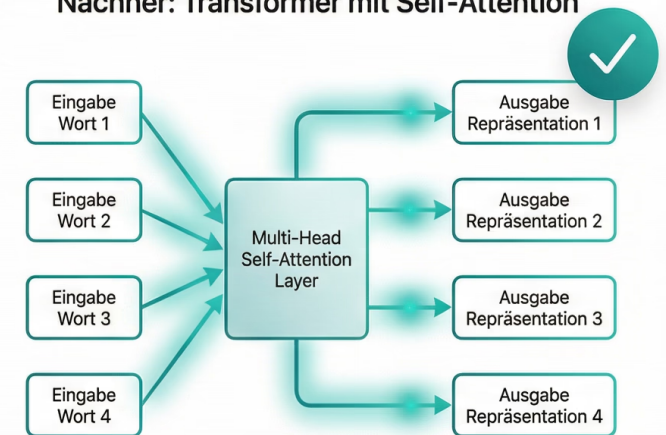 Nachher: Transformer mit Self-Attention
Eingabe
Wort 1
Eingabe
Wort 2
Eingabe
Wort 3
Eingabe
Wort 4
Multi-Head
Self-Attention
Layer
Ausgabe
Repräsentation 1
Ausgabe
Repräsentation 2
Ausgabe
Repräsentation 3
Ausgabe
Repräsentation 4